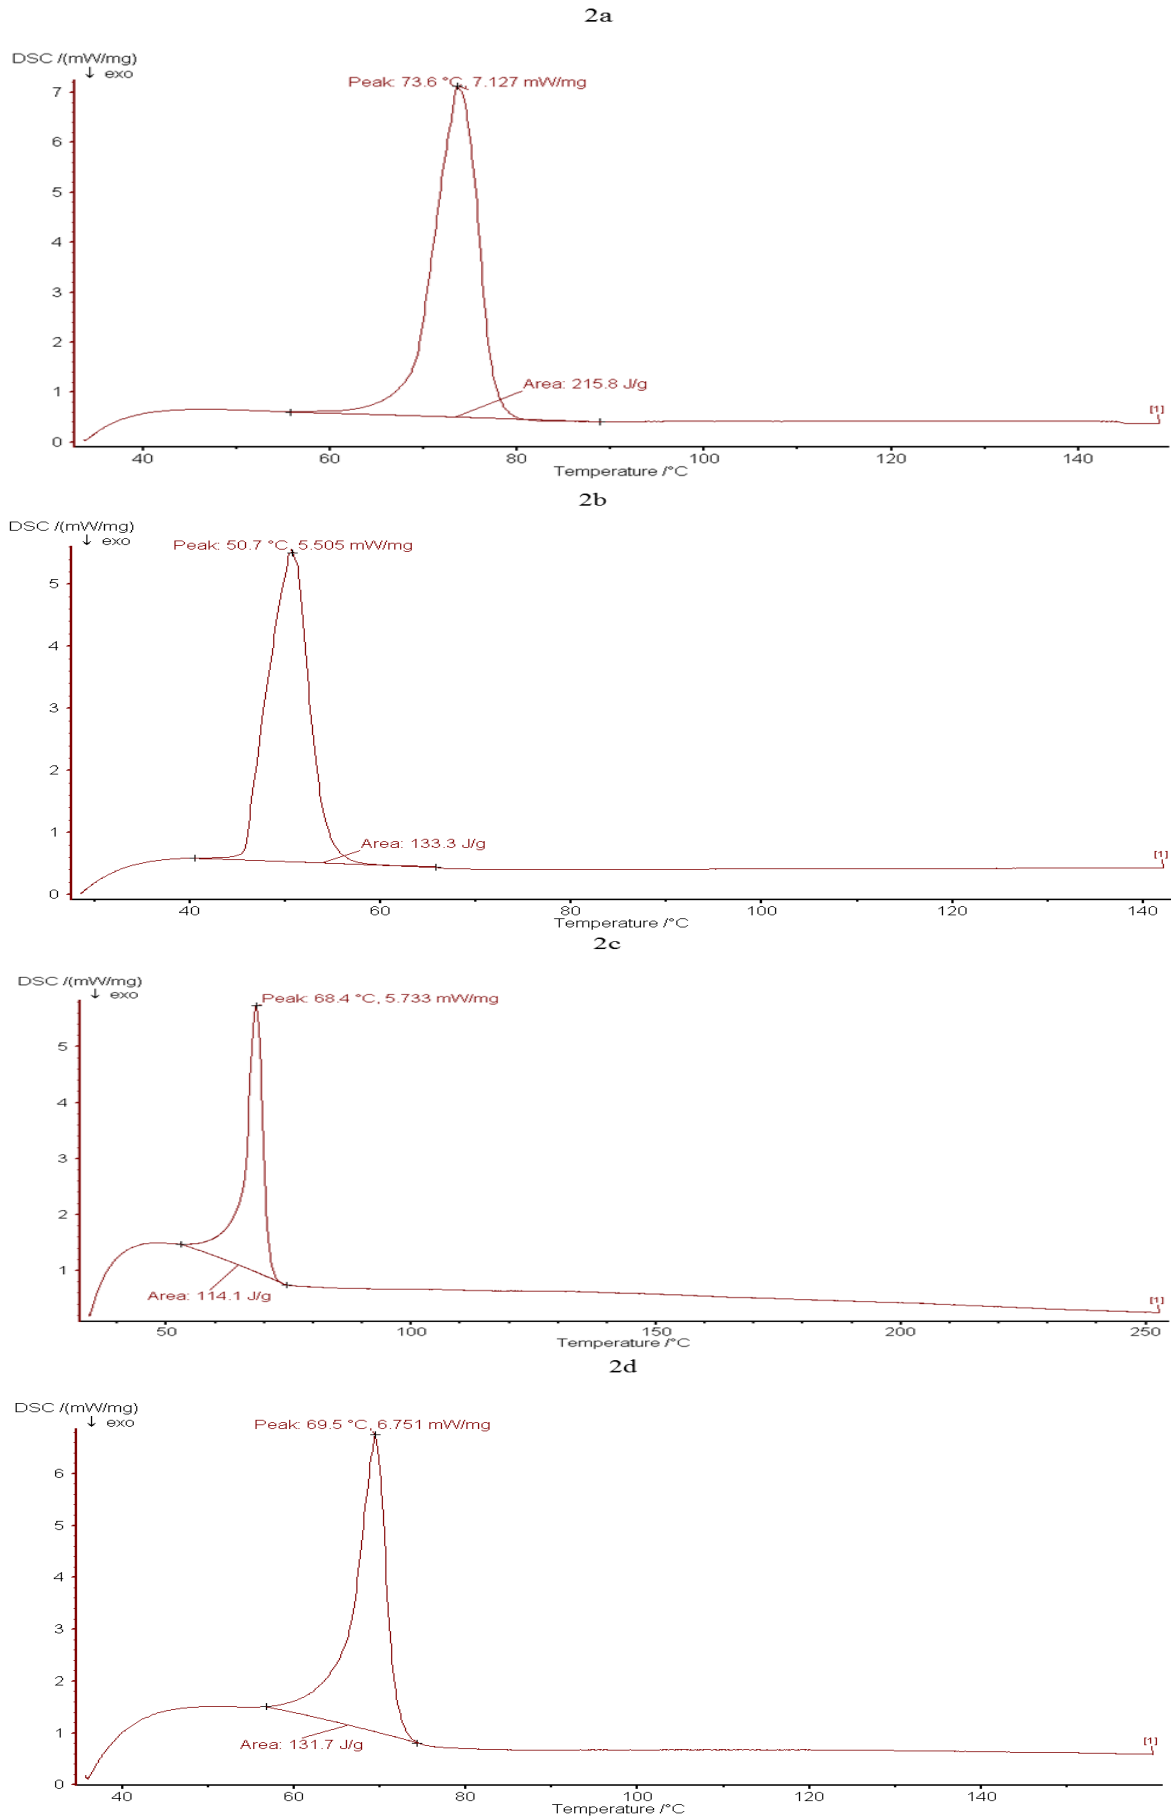 2a
DSC /(mW/mg)
↓ exo
Peak: 73.6 °C, 7.127 mW/mg
7
6
5
4
3
2
Area: 215.8 J/g
1
[1]
0
40 60 80 100 120 140
Temperature /°C
2b
DSC /(mW/mg)
↓ exo
Peak: 50.7 °C, 5.505 mW/mg
5
4
3
2
1
Area: 133.3 J/g
[1]
0
40 60 80 100 120 140
Temperature /°C
2c
DSC /(mW/mg)
↓ exo
Peak: 68.4 °C, 5.733 mW/mg
5
4
3
2
1
Area: 114.1 J/g
[1]
50 100 150 200 250
Temperature /°C
2d
DSC /(mW/mg)
↓ exo
Peak: 69.5 °C, 6.751 mW/mg
6
5
4
3
2
1
Area: 131.7 J/g
[1]
0
40 60 80 100 120 140
Temperature /°C